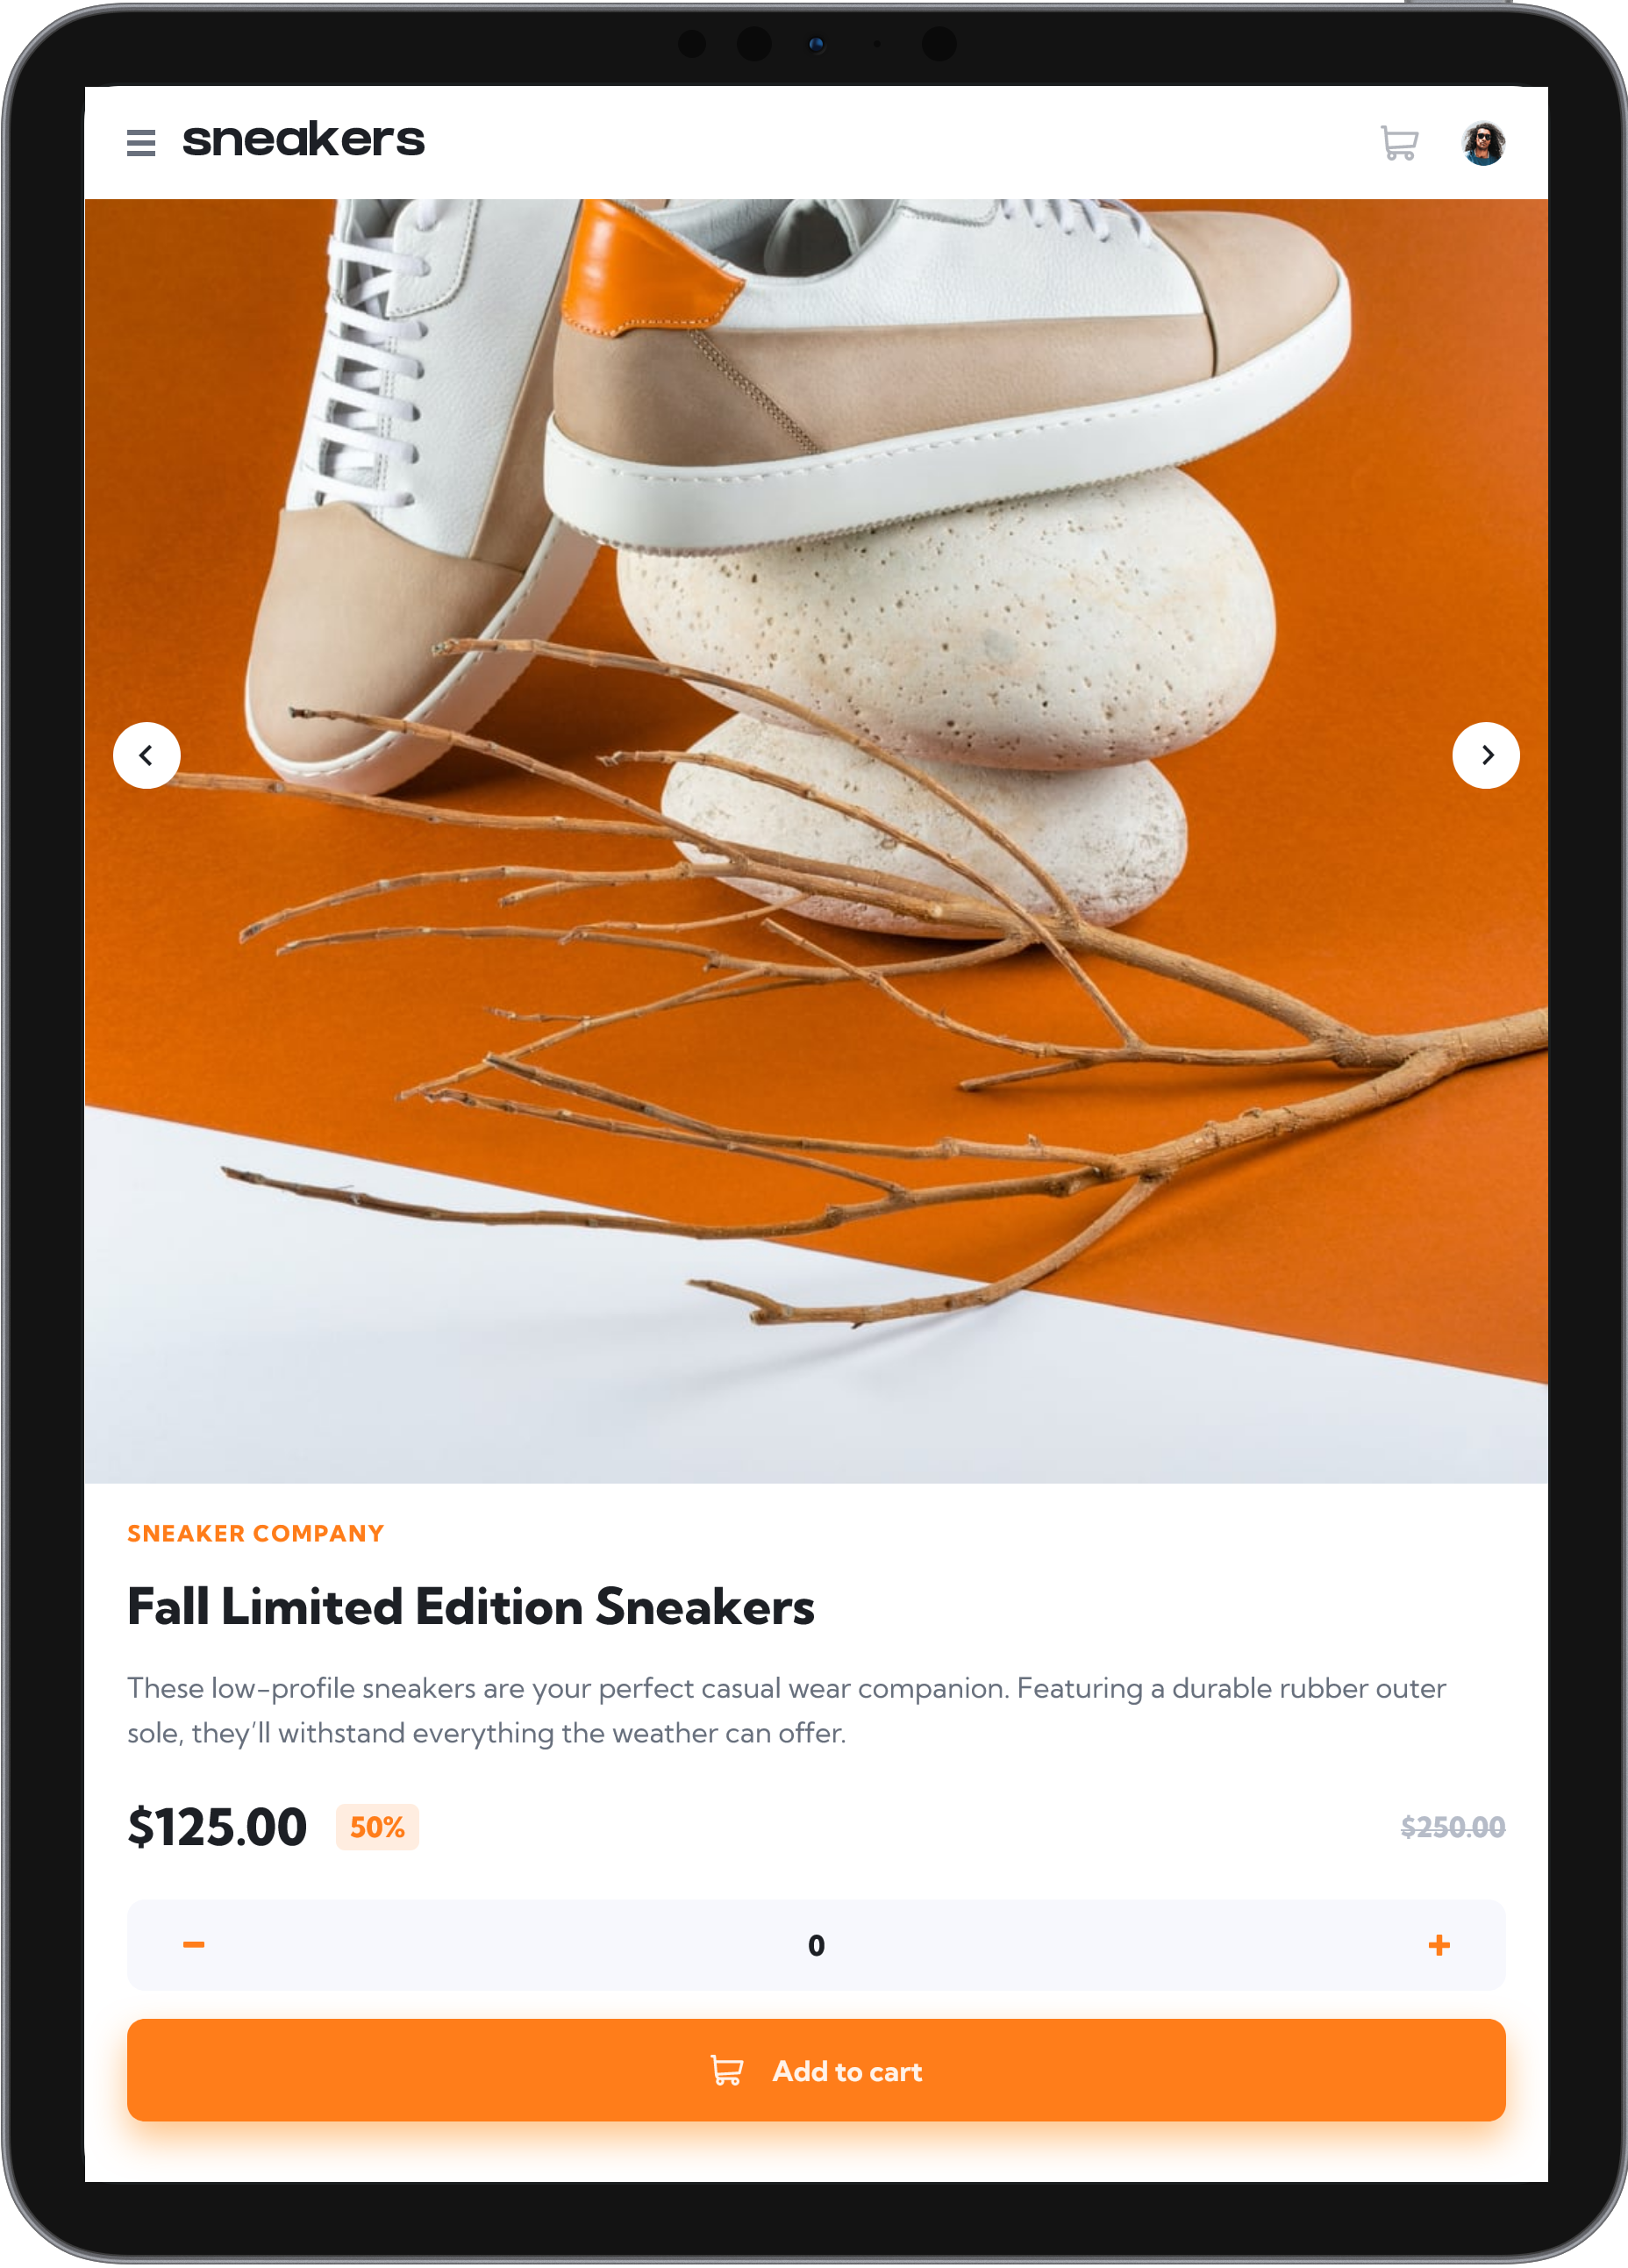 sneakers
SNEAKER COMPANY
Fall Limited Edition Sneakers
These low-profile sneakers are your perfect casual wear companion. Featuring a durable rubber outer
sole, they’ll withstand everything the weather can offer.
$125.00 50% $250.00
0
Add to cart